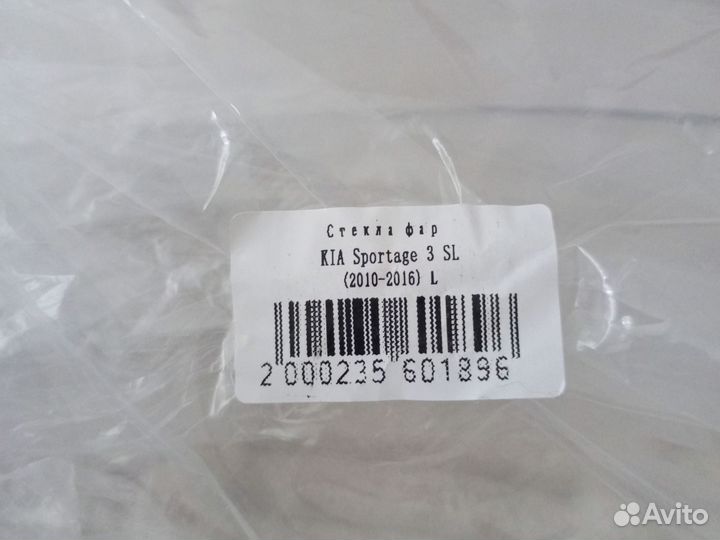 Стекла фар
KIA Sportage 3 SL
(2010-2016) L
2 000235 601896
Avito